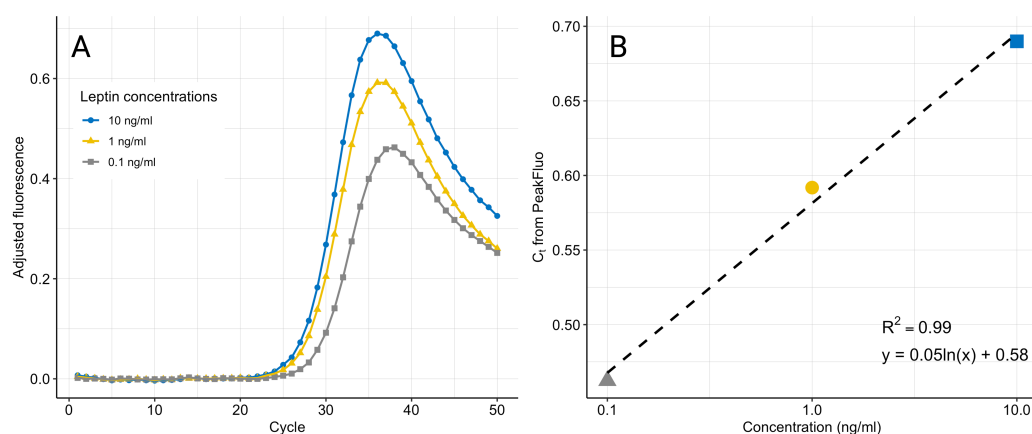 A
Adjusted fluorescence
0.6
0.4
0.2
0.0
Leptin concentrations
10 ng/ml
1 ng/ml
0.1 ng/ml
0 10 20 30 40 50
Cycle
B
Cₜ from PeakFluo
0.70
0.65
0.60
0.55
0.50
R² = 0.99
y = 0.05ln(x) + 0.58
0.1 1.0 10.0
Concentration (ng/ml)